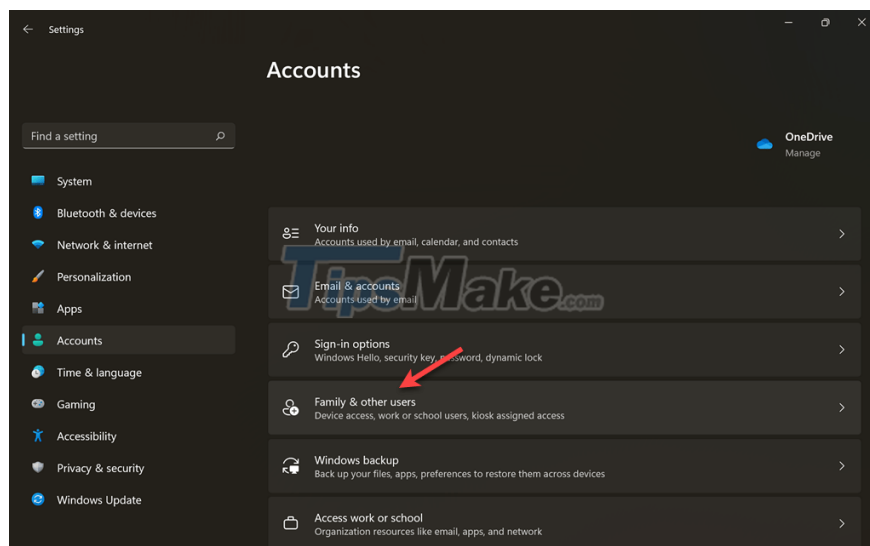 Settings
Accounts
Find a setting
OneDrive
Manage
System
Bluetooth & devices
Network & internet
Personalization
Apps
Accounts
Time & language
Gaming
Accessibility
Privacy & security
Windows Update
Your info
Accounts used by email, calendar, and contacts
Email & accounts
Accounts used by email
TipsMake.com
Sign-in options
Windows Hello, security key, password, dynamic lock
Family & other users
Device access, work or school users, kiosk assigned access
Windows backup
Back up your files, apps, preferences to restore them across devices
Access work or school
Organization resources like email, apps, and network